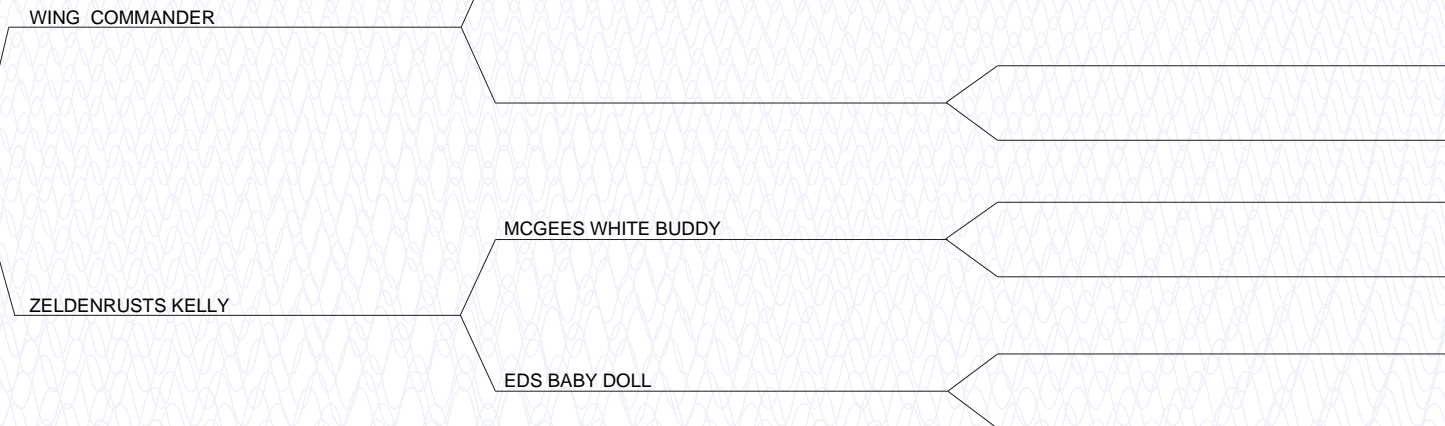 WING  COMMANDER
MCGEES WHITE BUDDY
ZELDENRUSTS KELLY
EDS BABY DOLL